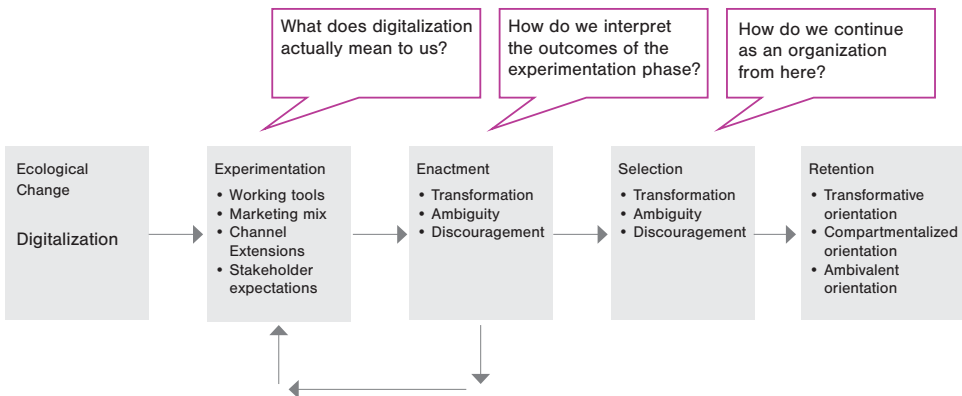 What does digitalization
actually mean to us?
How do we interpret
the outcomes of the
experimentation phase?
How do we continue
as an organization
from here?
Ecological
Change
Digitalization
Experimentation
• Working tools
• Marketing mix
• Channel
Extensions
• Stakeholder
expectations
Enactment
• Transformation
• Ambiguity
• Discouragement
Selection
• Transformation
• Ambiguity
• Discouragement
Retention
• Transformative
orientation
• Compartmentalized
orientation
• Ambivalent
orientation